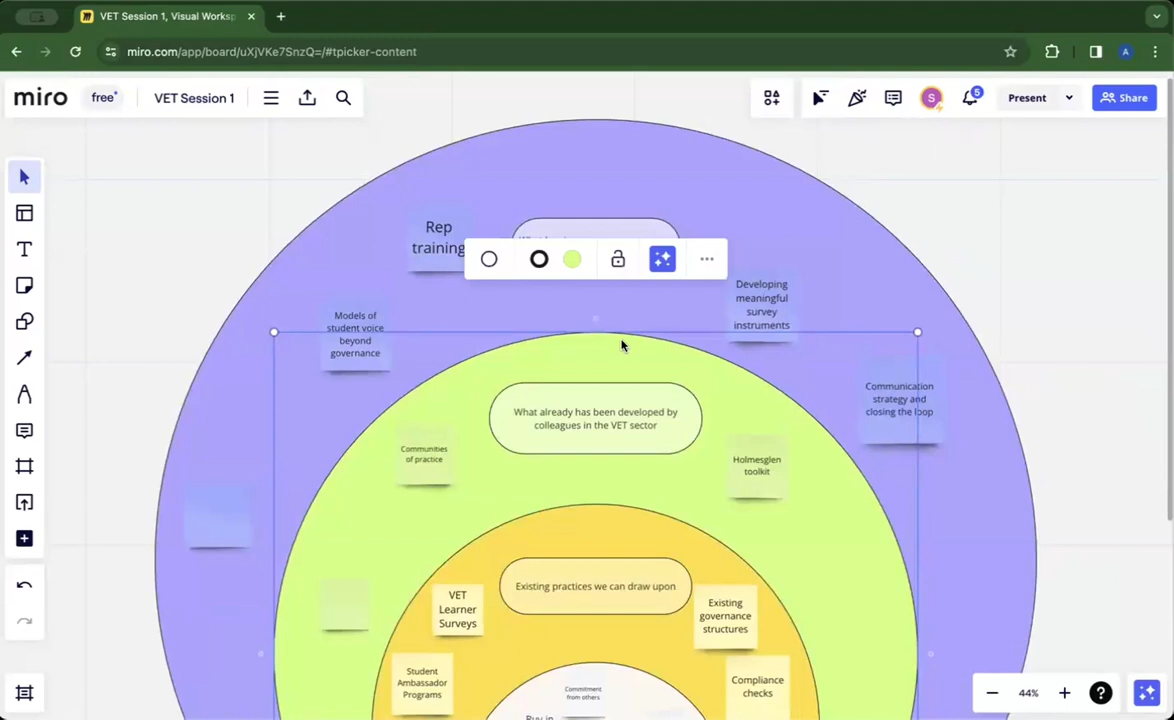 VET Session 1, Visual Worksp
miro.com/app/board/uXjVKe7SnzQ=/#tpicker-content
A
miro
free
VET Session 1
S
5
Present
Share
Rep
training
Developing
meaningful
survey
instruments
Models of
student voice
beyond
governance
Communication
strategy and
closing the loop
What already has been developed by
colleagues in the VET sector
Communities
of practice
Holmesglen
toolkit
Existing practices we can draw upon
VET
Learner
Surveys
Existing
governance
structures
Student
Ambassador
Programs
Compliance
checks
Commitment
from others
Buy in
44%